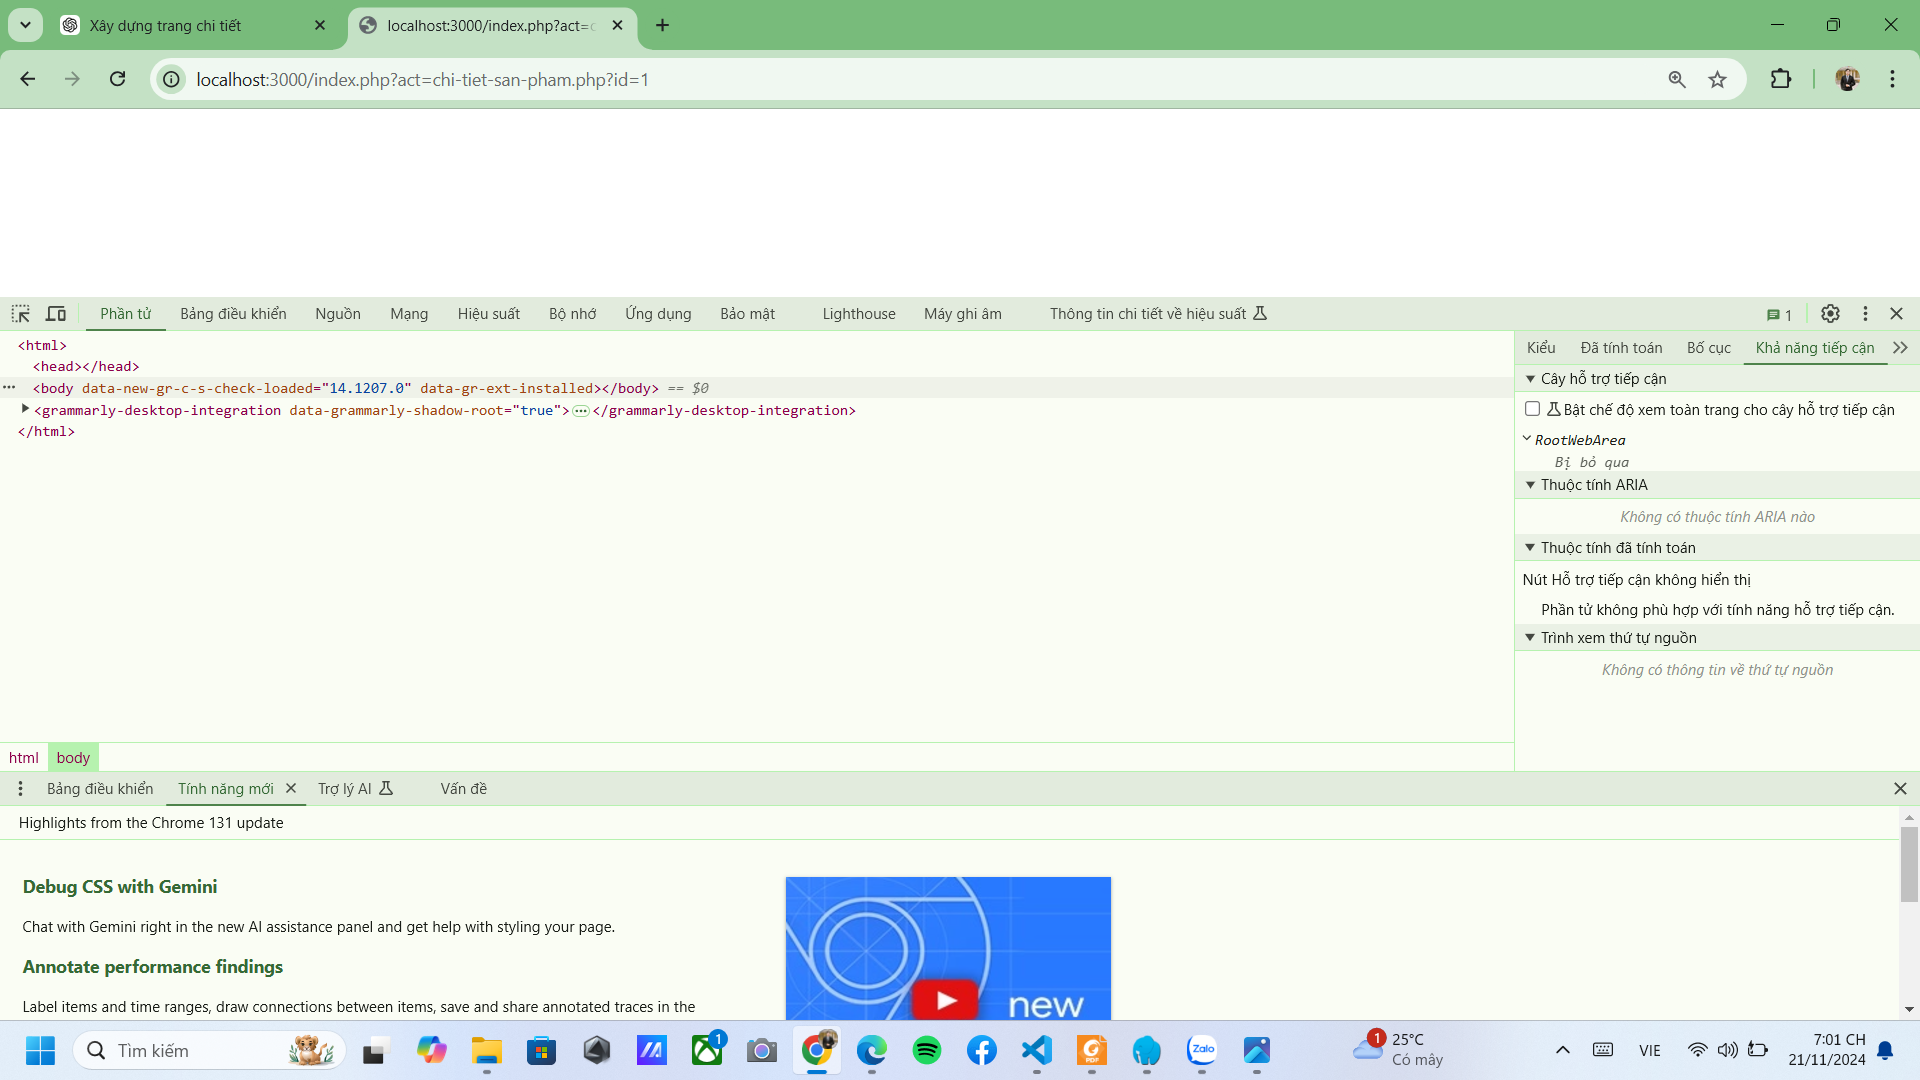 Xây dựng trang chi tiết
localhost:3000/index.php?act=c
localhost:3000/index.php?act=chi-tiet-san-pham.php?id=1
Phần tử
Bảng điều khiển
Nguồn
Mạng
Hiệu suất
Bộ nhớ
Ứng dụng
Bảo mật
Lighthouse
Máy ghi âm
Thông tin chi tiết về hiệu suất
1
<html>
<head></head>
<body data-new-gr-c-s-check-loaded="14.1207.0" data-gr-ext-installed></body> == $0
<grammarly-desktop-integration data-grammarly-shadow-root="true">…</grammarly-desktop-integration>
</html>
Kiểu
Đã tính toán
Bố cục
Khả năng tiếp cận
Cây hỗ trợ tiếp cận
Bật chế độ xem toàn trang cho cây hỗ trợ tiếp cận
RootWebArea
Bị bỏ qua
Thuộc tính ARIA
Không có thuộc tính ARIA nào
Thuộc tính đã tính toán
Nút Hỗ trợ tiếp cận không hiển thị
Phần tử không phù hợp với tính năng hỗ trợ tiếp cận.
Trình xem thứ tự nguồn
Không có thông tin về thứ tự nguồn
html
body
Bảng điều khiển
Tính năng mới
Trợ lý AI
Vấn đề
Highlights from the Chrome 131 update
Debug CSS with Gemini
Chat with Gemini right in the new AI assistance panel and get help with styling your page.
Annotate performance findings
Label items and time ranges, draw connections between items, save and share annotated traces in the
new
Tìm kiếm
1
PDF
Zalo
1
25°C
Có mây
VIE
7:01 CH
21/11/2024